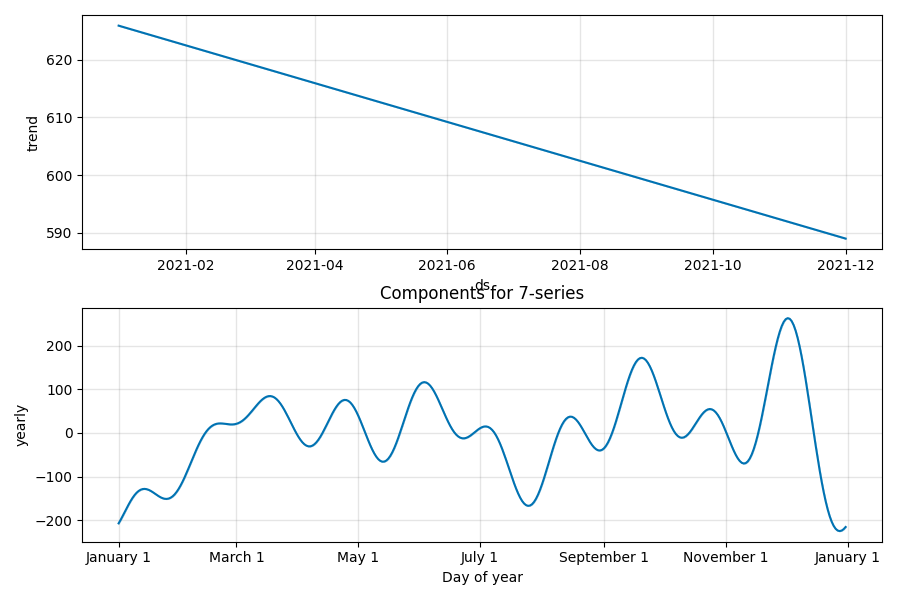 620
610
600
590
trend
2021-02 2021-04 2021-06 2021-08 2021-10 2021-12
ds
Components for 7-series
200
100
0
−100
−200
yearly
January 1 March 1 May 1 July 1 September 1 November 1 January 1
Day of year